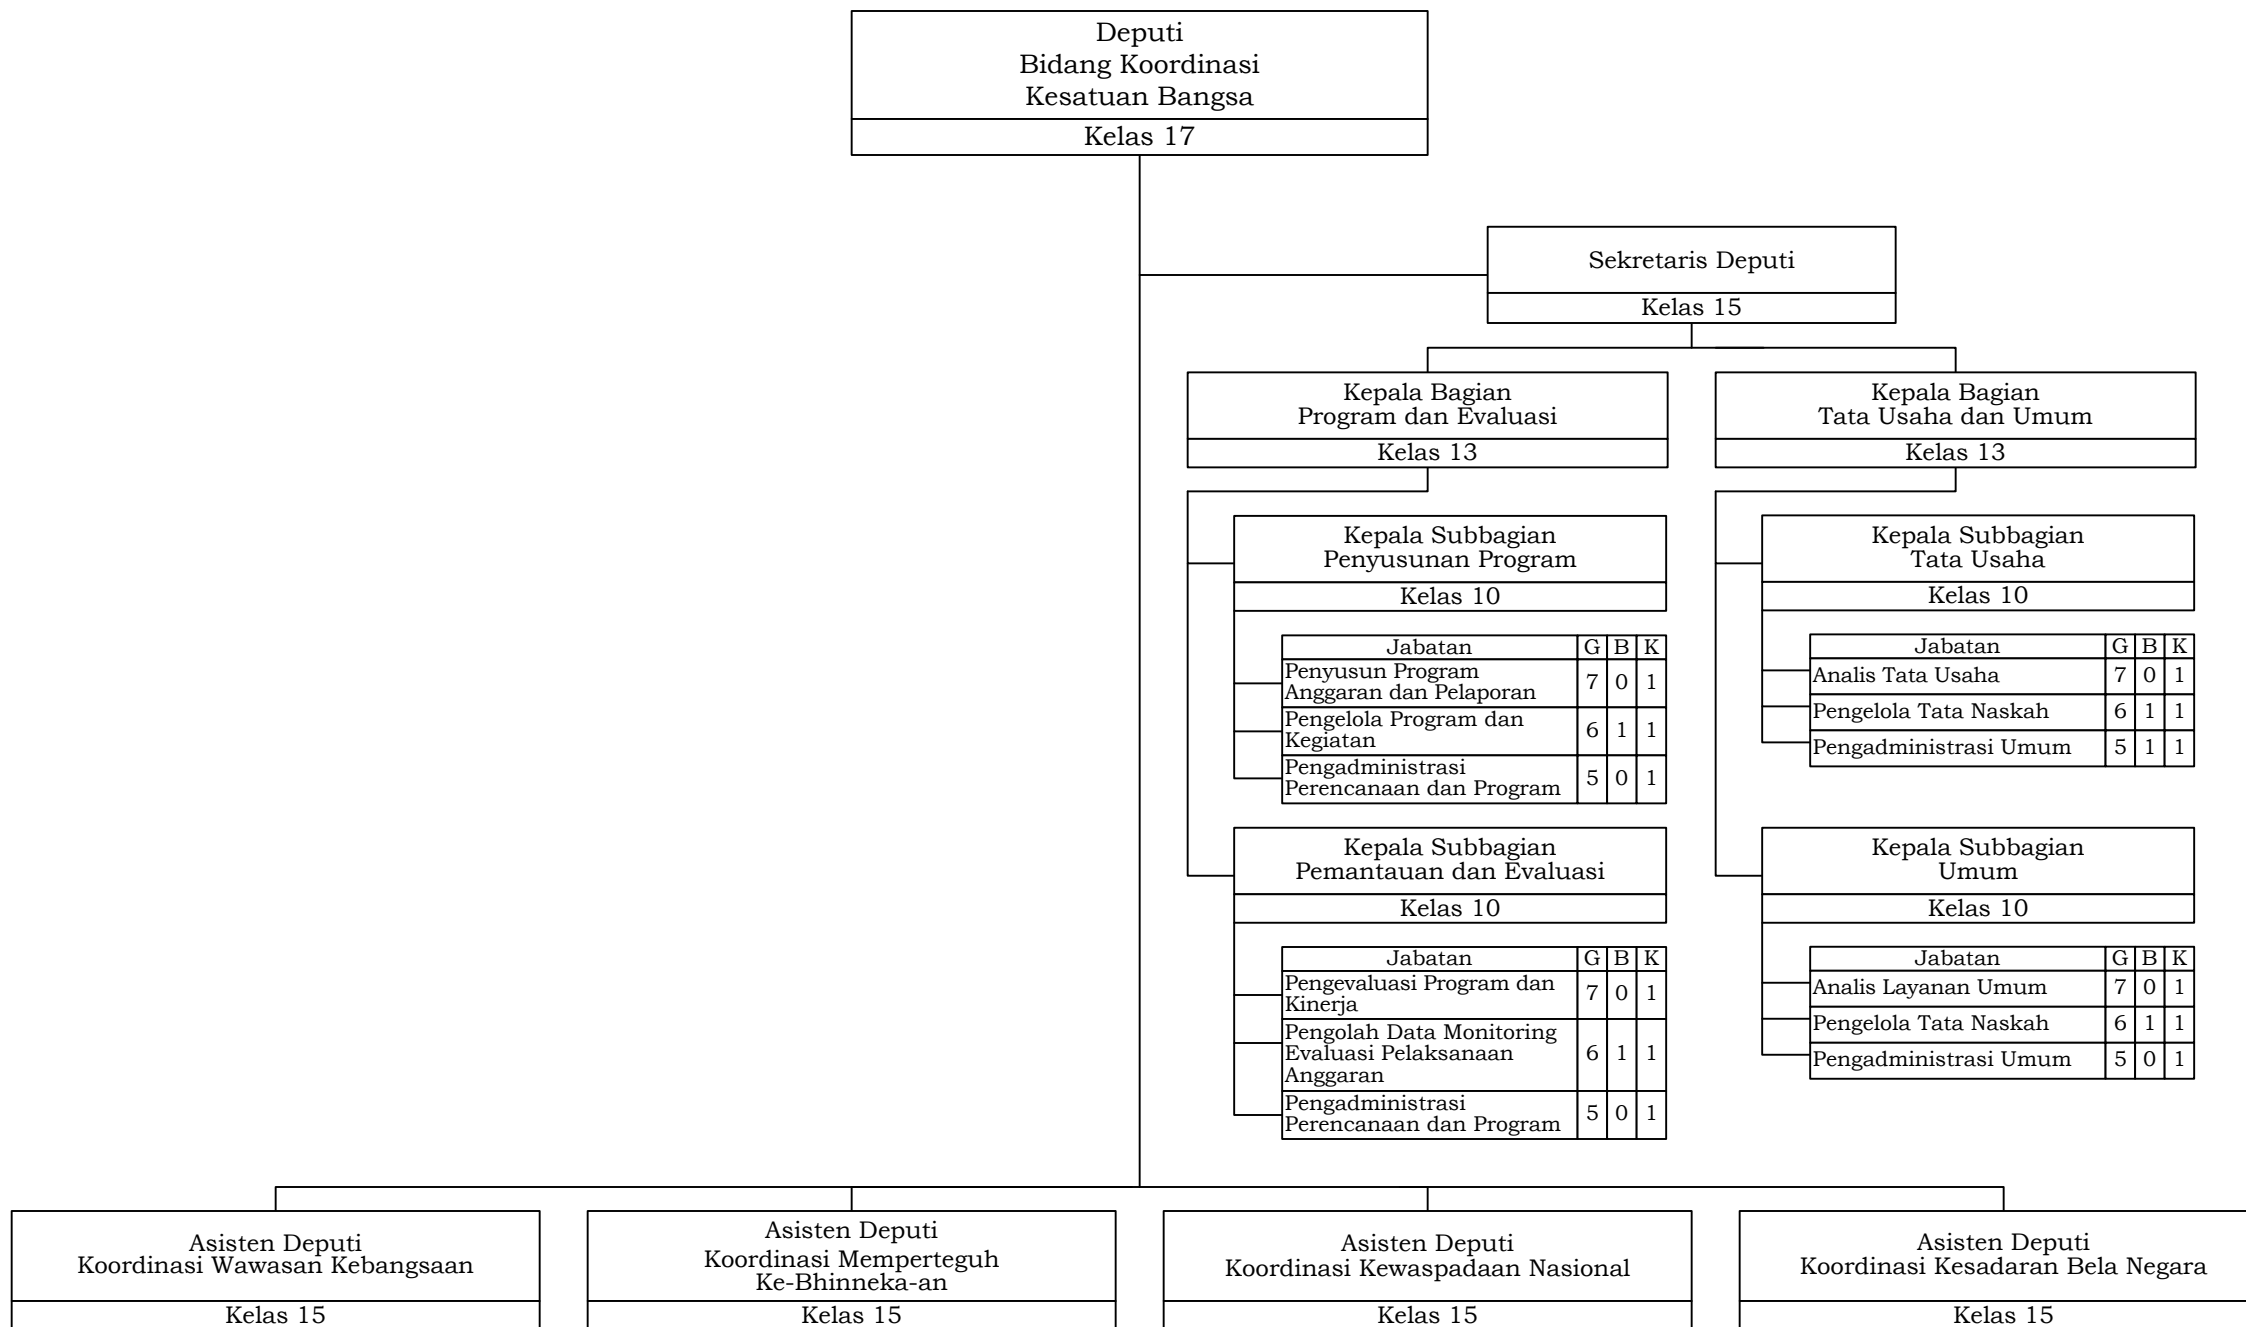 Deputi
Bidang Koordinasi
Kesatuan Bangsa
Kelas 17
Sekretaris Deputi
Kelas 15
Kepala Bagian
Program dan Evaluasi
Kelas 13
Kepala Subbagian
Penyusunan Program
Kelas 10
Jabatan G B K
Penyusun Program
Anggaran dan Pelaporan 7 0 1
Pengelola Program dan
Kegiatan 6 1 1
Pengadministrasi
Perencanaan dan Program 5 0 1
Kepala Subbagian
Pemantauan dan Evaluasi
Kelas 10
Jabatan G B K
Pengevaluasi Program dan
Kinerja 7 0 1
Pengolah Data Monitoring
Evaluasi Pelaksanaan 6 1 1
Anggaran
Pengadministrasi
Perencanaan dan Program 5 0 1
Kepala Bagian
Tata Usaha dan Umum
Kelas 13
Kepala Subbagian
Tata Usaha
Kelas 10
Jabatan G B K
Analis Tata Usaha 7 0 1
Pengelola Tata Naskah 6 1 1
Pengadministrasi Umum 5 1 1
Kepala Subbagian
Umum
Kelas 10
Jabatan G B K
Analis Layanan Umum 7 0 1
Pengelola Tata Naskah 6 1 1
Pengadministrasi Umum 5 0 1
Asisten Deputi
Koordinasi Wawasan Kebangsaan
Kelas 15
Asisten Deputi
Koordinasi Memperteguh
Ke-Bhinneka-an
Kelas 15
Asisten Deputi
Koordinasi Kewaspadaan Nasional
Kelas 15
Asisten Deputi
Koordinasi Kesadaran Bela Negara
Kelas 15